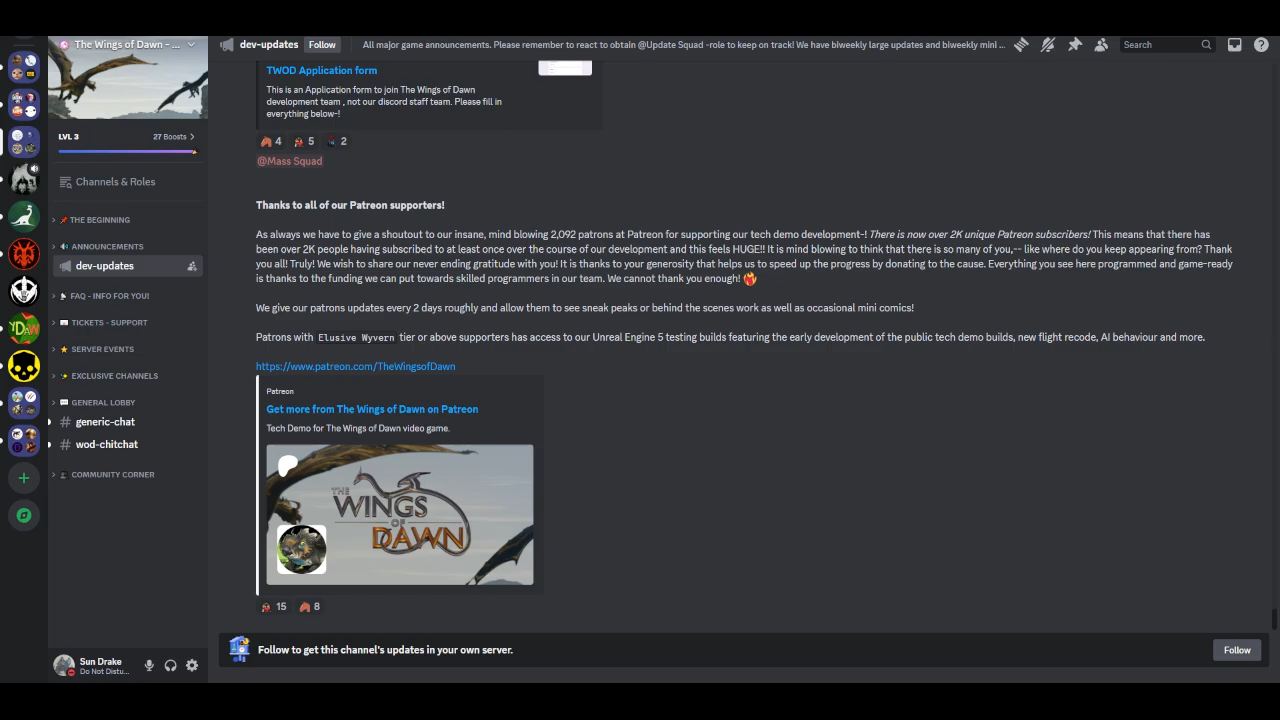 The Wings of Dawn - ...
dev-updates
Follow
All major game announcements. Please remember to react to obtain @Update Squad -role to keep on track! We have biweekly large updates and biweekly mini ...
Search
LVL 3
27 Boosts
Channels & Roles
THE BEGINNING
ANNOUNCEMENTS
dev-updates
FAQ - INFO FOR YOU!
TICKETS - SUPPORT
SERVER EVENTS
EXCLUSIVE CHANNELS
GENERAL LOBBY
generic-chat
wod-chitchat
COMMUNITY CORNER
Sun Drake
Do Not Distu...
TWOD Application form
This is an Application form to join The Wings of Dawn
development team , not our discord staff team. Please fill in
everything below-!
4 5 2
@Mass Squad
Thanks to all of our Patreon supporters!
As always we have to give a shoutout to our insane, mind blowing 2,092 patrons at Patreon for supporting our tech demo development-! There is now over 2K unique Patreon subscribers! This means that there has
been over 2K people having subscribed to at least once over the course of our development and this feels HUGE!! It is mind blowing to think that there is so many of you,-- like where do you keep appearing from? Thank
you all! Truly! We wish to share our never ending gratitude with you! It is thanks to your generosity that helps us to speed up the progress by donating to the cause. Everything you see here programmed and game-ready
is thanks to the funding we can put towards skilled programmers in our team. We cannot thank you enough!
We give our patrons updates every 2 days roughly and allow them to see sneak peaks or behind the scenes work as well as occasional mini comics!
Patrons with Elusive Wyvern tier or above supporters has access to our Unreal Engine 5 testing builds featuring the early development of the public tech demo builds, new flight recode, AI behaviour and more.
https://www.patreon.com/TheWingsofDawn
Patreon
Get more from The Wings of Dawn on Patreon
Tech Demo for The Wings of Dawn video game.
THE
WINGS
OF
DAWN
15 8
Follow to get this channel's updates in your own server.
Follow